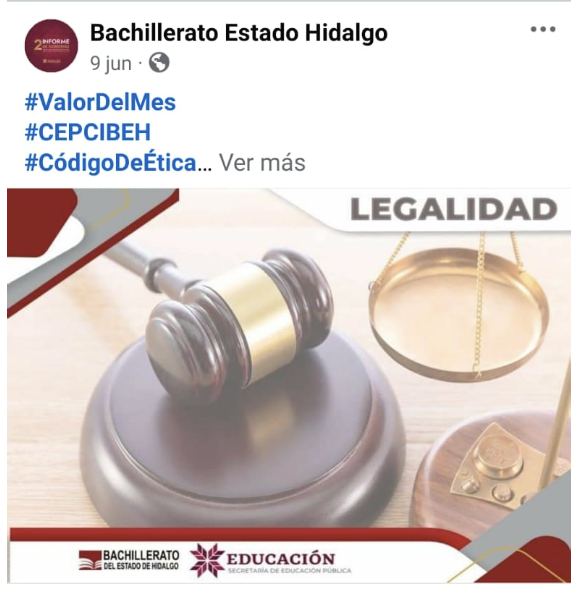 Bachillerato Estado Hidalgo
9 jun
#ValorDelMes
#CEPCIBEH
#CódigoDeÉtica... Ver más
LEGALIDAD
BACHILLERATO
DEL ESTADO DE HIDALGO
EDUCACIÓN
SECRETARÍA DE EDUCACIÓN PÚBLICA